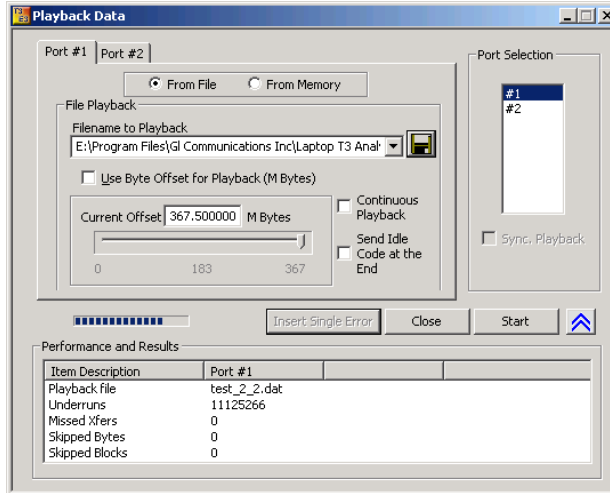 Playback Data
Port #1 Port #2
From File From Memory
File Playback
Filename to Playback
E:\Program Files\Gl Communications Inc\Laptop T3 Anal
Use Byte Offset for Playback (M Bytes)
Current Offset 367.500000 M Bytes
0 183 367
Continuous
Playback
Send Idle
Code at the
End
Port Selection
#1
#2
Sync. Playback
Insert Single Error Close Start
Performance and Results
Item Description Port #1
Playback file test_2_2.dat
Underruns 11125266
Missed Xfers 0
Skipped Bytes 0
Skipped Blocks 0